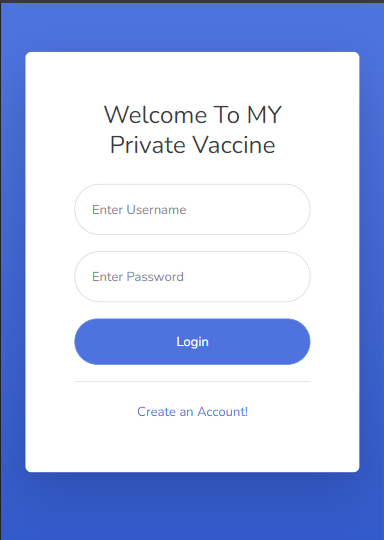 Welcome To MY
Private Vaccine
Enter Username
Enter Password
Login
Create an Account!